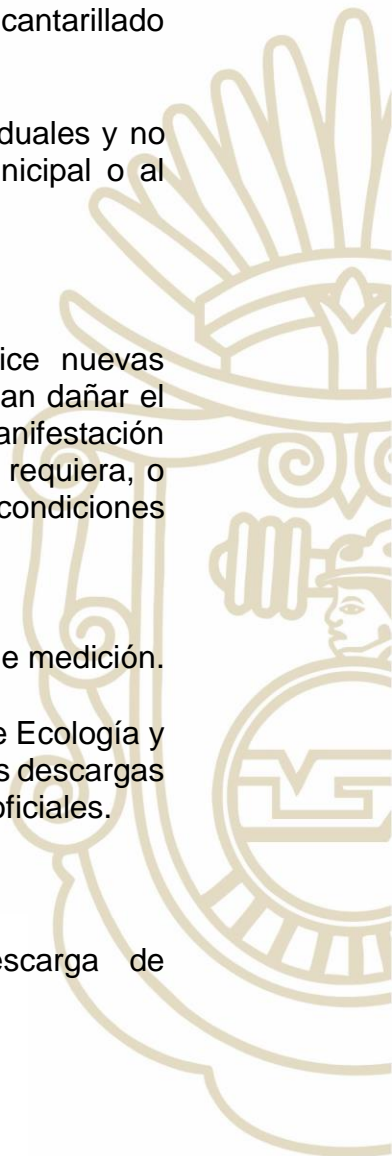 cantarillado
duales y no
nicipal o al
ice nuevas
an dañar el
anifestación
requiera, o
condiciones
e medición.
e Ecología y
s descargas
oficiales.
escarga de